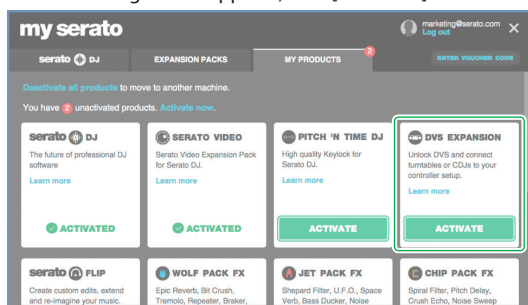 my serato
marketing@serato.com
Log out
serato DJ
EXPANSION PACKS
MY PRODUCTS
2
ENTER VOUCHER CODE
Deactivate all products to move to another machine.
You have 2 unactivated products. Activate now.
serato DJ
The future of professional DJ
software
Learn more
ACTIVATED
SERATO VIDEO
Serato Video Expansion Pack
for Serato DJ.
Learn more
ACTIVATED
PITCH 'N TIME DJ
High quality Keylock for
Serato DJ.
Learn more
ACTIVATE
DVS EXPANSION
Unlock DVS and connect
turntables or CDJs to your
controller setup.
Learn more
ACTIVATE
serato FLIP
Create custom edits, extend
and re-imagine your music.
WOLF PACK FX
Epic Reverb, Bit Crush,
Tremolo, Repeater, Braker,
JET PACK FX
Shepard Filter, U.F.O., Space
Verb, Bass Ducker, Noise
CHIP PACK FX
Spiral Filter, Pitch Delay,
Crush Echo, Noise Sweep